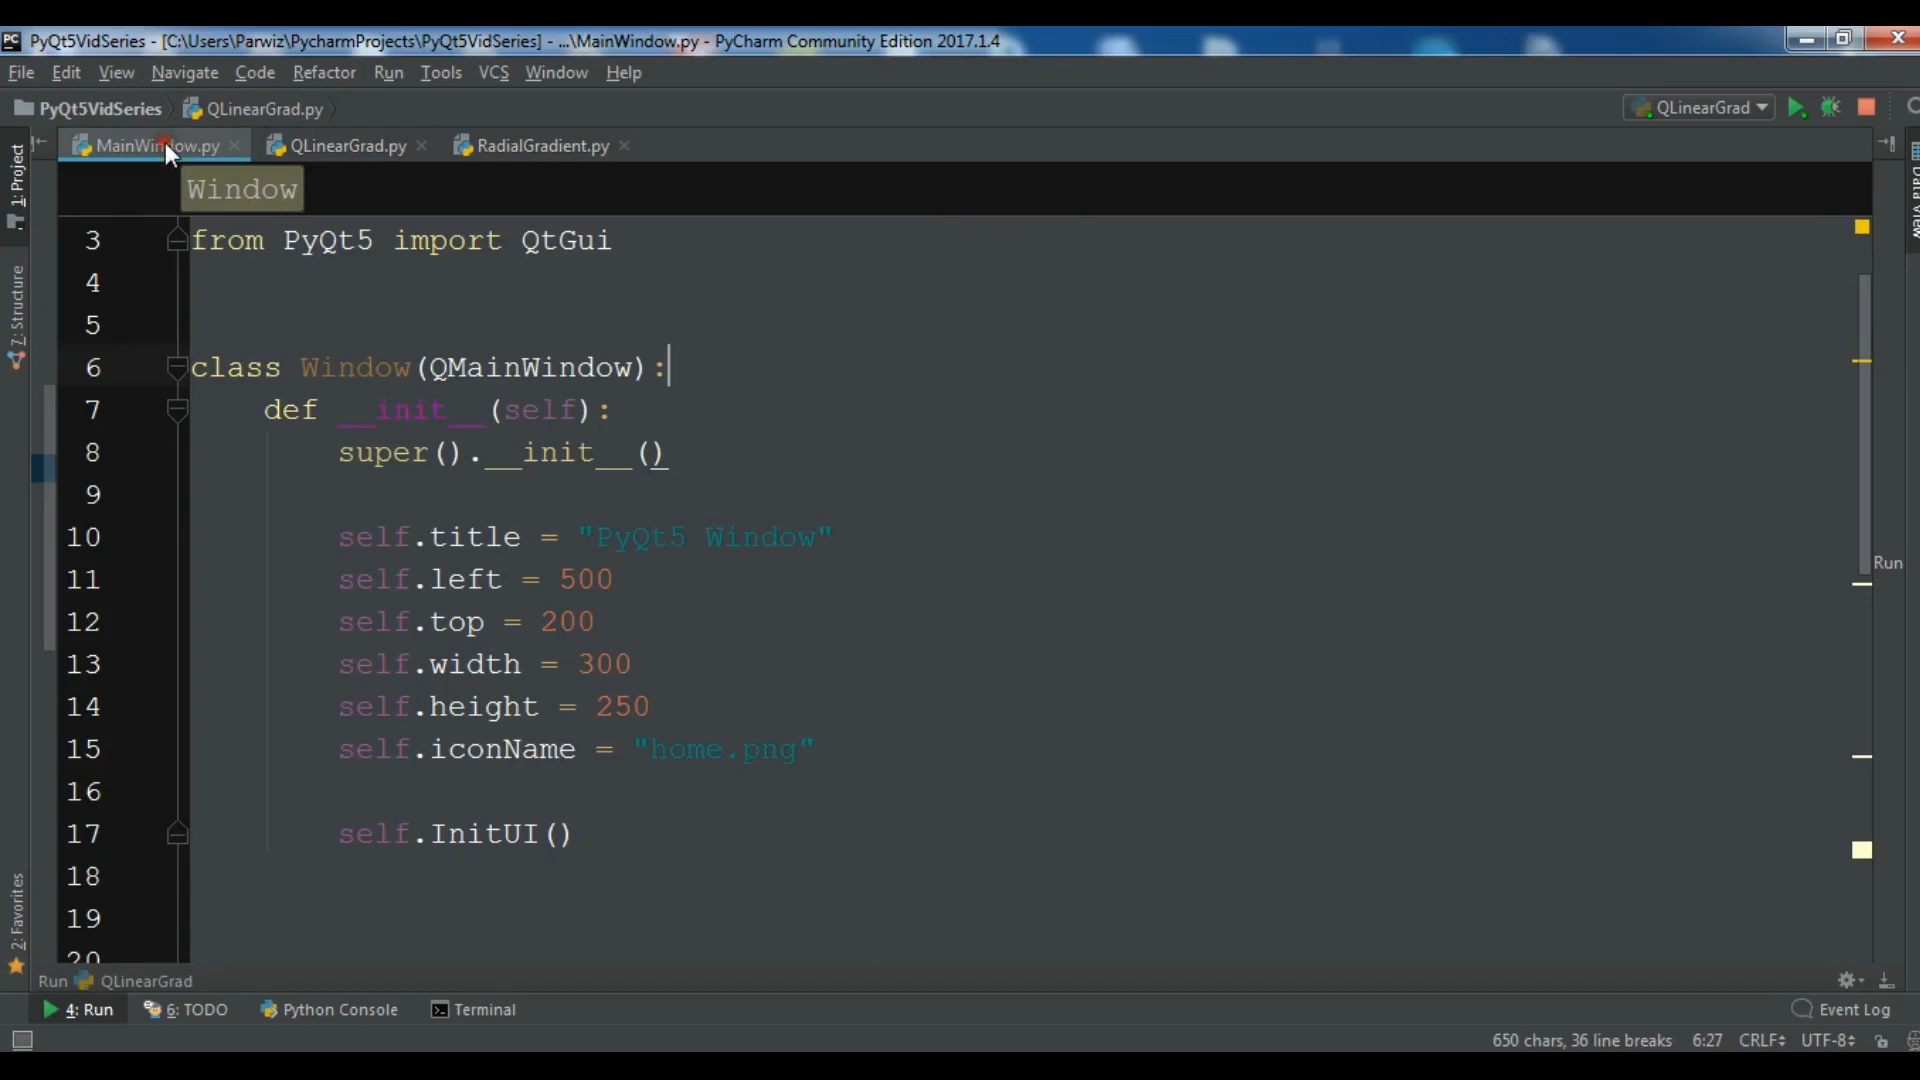 PyQt5VidSeries - [C:\Users\Parwiz\PycharmProjects\PyQt5VidSeries] - ...\MainWindow.py - PyCharm Community Edition 2017.1.4
File Edit View Navigate Code Refactor Run Tools VCS Window Help
PyQt5VidSeries QLinearGrad.py QLinearGrad
MainWindow.py QLinearGrad.py RadialGradient.py
Window
3 from PyQt5 import QtGui
4
5
6 class Window(QMainWindow):
7 def __init__(self):
8 super().__init__()
9
10 self.title = "PyQt5 Window"
11 self.left = 500
12 self.top = 200
13 self.width = 300
14 self.height = 250
15 self.iconName = "home.png"
16
17 self.InitUI()
18
19
20
1: Project
7: Structure
2: Favorites
Data View
Run
Run QLinearGrad
4: Run 6: TODO Python Console Terminal Event Log
650 chars, 36 line breaks 6:27 CRLF UTF-8